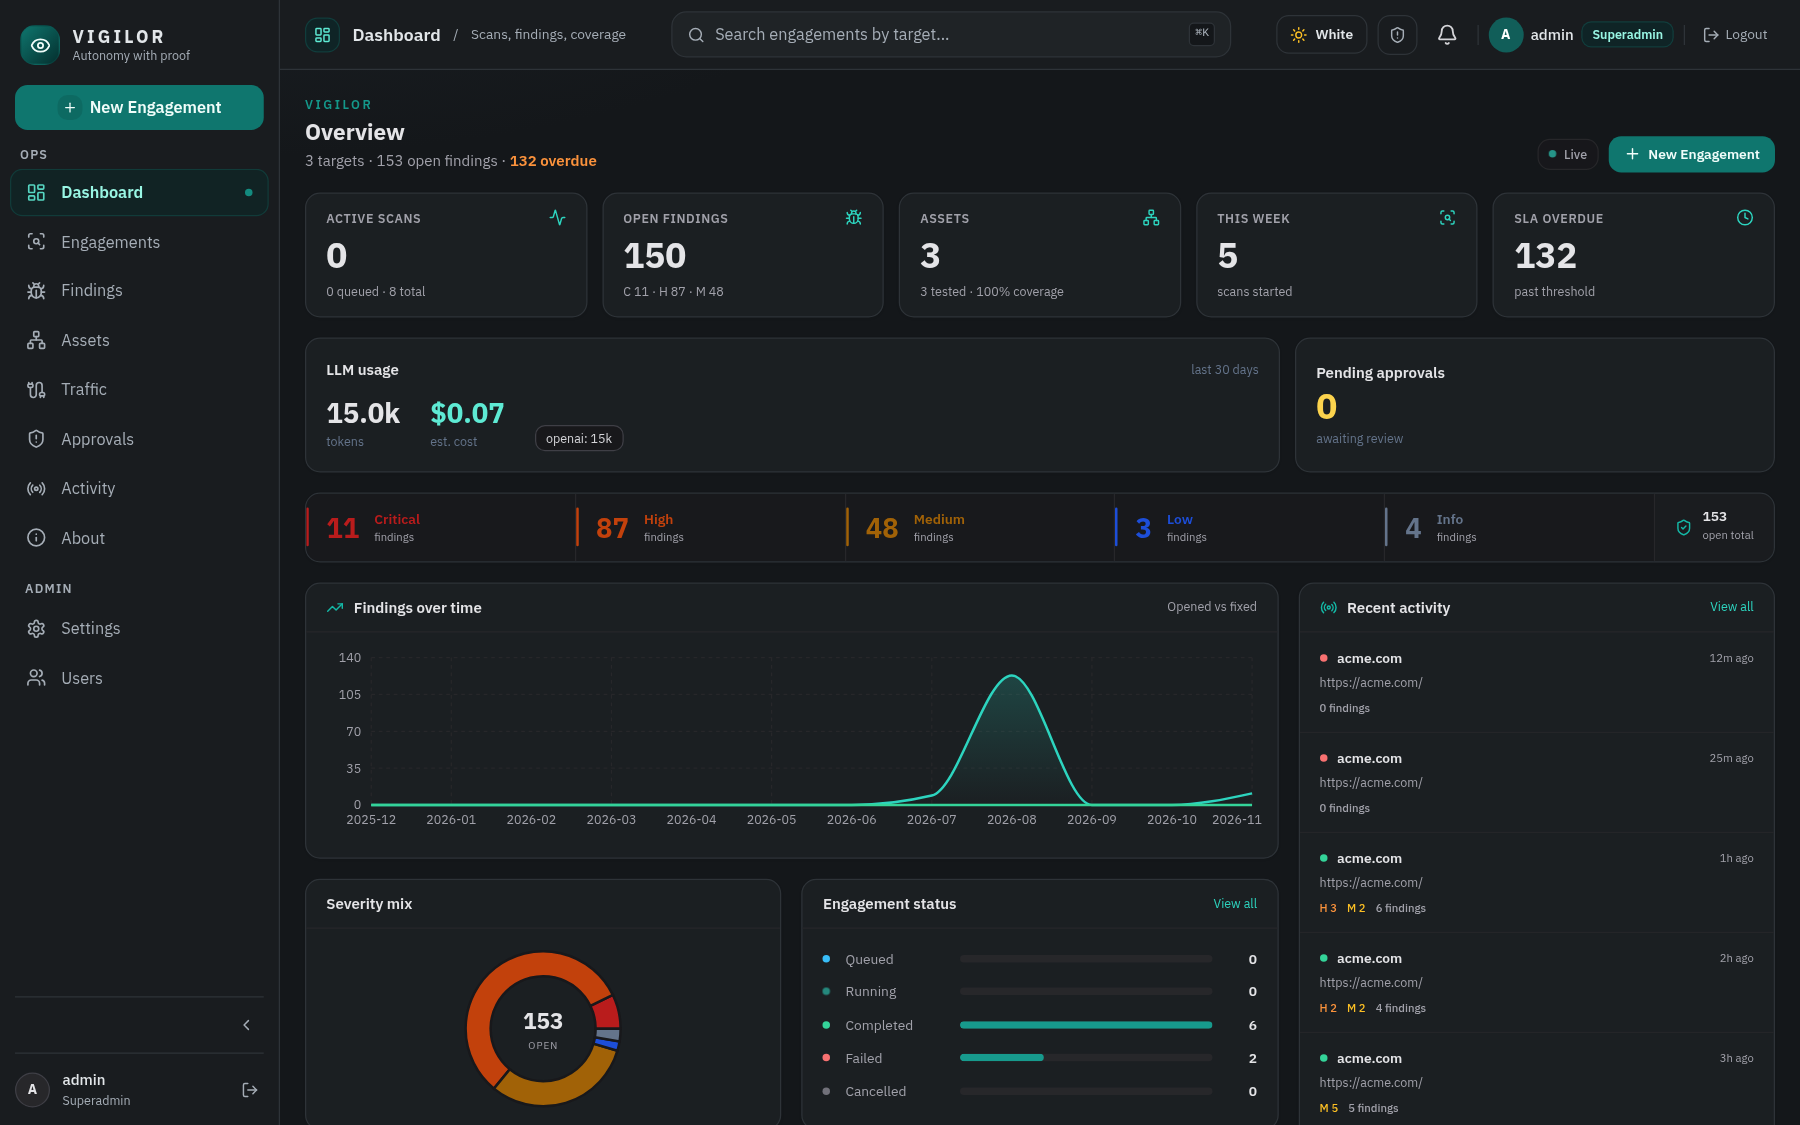 VIGILOR
Autonomy with proof
New Engagement
OPS
Dashboard
Engagements
Findings
Assets
Traffic
Approvals
Activity
About
ADMIN
Settings
Users
A
admin
Superadmin
Dashboard / Scans, findings, coverage
Search engagements by target...
⌘K
White
A
admin
Superadmin
Logout
VIGILOR
Overview
3 targets · 153 open findings · 132 overdue
Live
New Engagement
ACTIVE SCANS
0
0 queued · 8 total
OPEN FINDINGS
150
C 11 · H 87 · M 48
ASSETS
3
3 tested · 100% coverage
THIS WEEK
5
scans started
SLA OVERDUE
132
past threshold
LLM usage
last 30 days
15.0k
tokens
$0.07
est. cost
openai: 15k
Pending approvals
0
awaiting review
11
Critical
findings
87
High
findings
48
Medium
findings
3
Low
findings
4
Info
findings
153
open total
Findings over time
Opened vs fixed
140
105
70
35
0
2025-12 2026-01 2026-02 2026-03 2026-04 2026-05 2026-06 2026-07 2026-08 2026-09 2026-10 2026-11
Severity mix
153
OPEN
Engagement status
View all
Queued 0
Running 0
Completed 6
Failed 2
Cancelled 0
Recent activity
View all
acme.com 12m ago
https://acme.com/
0 findings
acme.com 25m ago
https://acme.com/
0 findings
acme.com 1h ago
https://acme.com/
H 3 M 2 6 findings
acme.com 2h ago
https://acme.com/
H 2 M 2 4 findings
acme.com 3h ago
https://acme.com/
M 5 5 findings